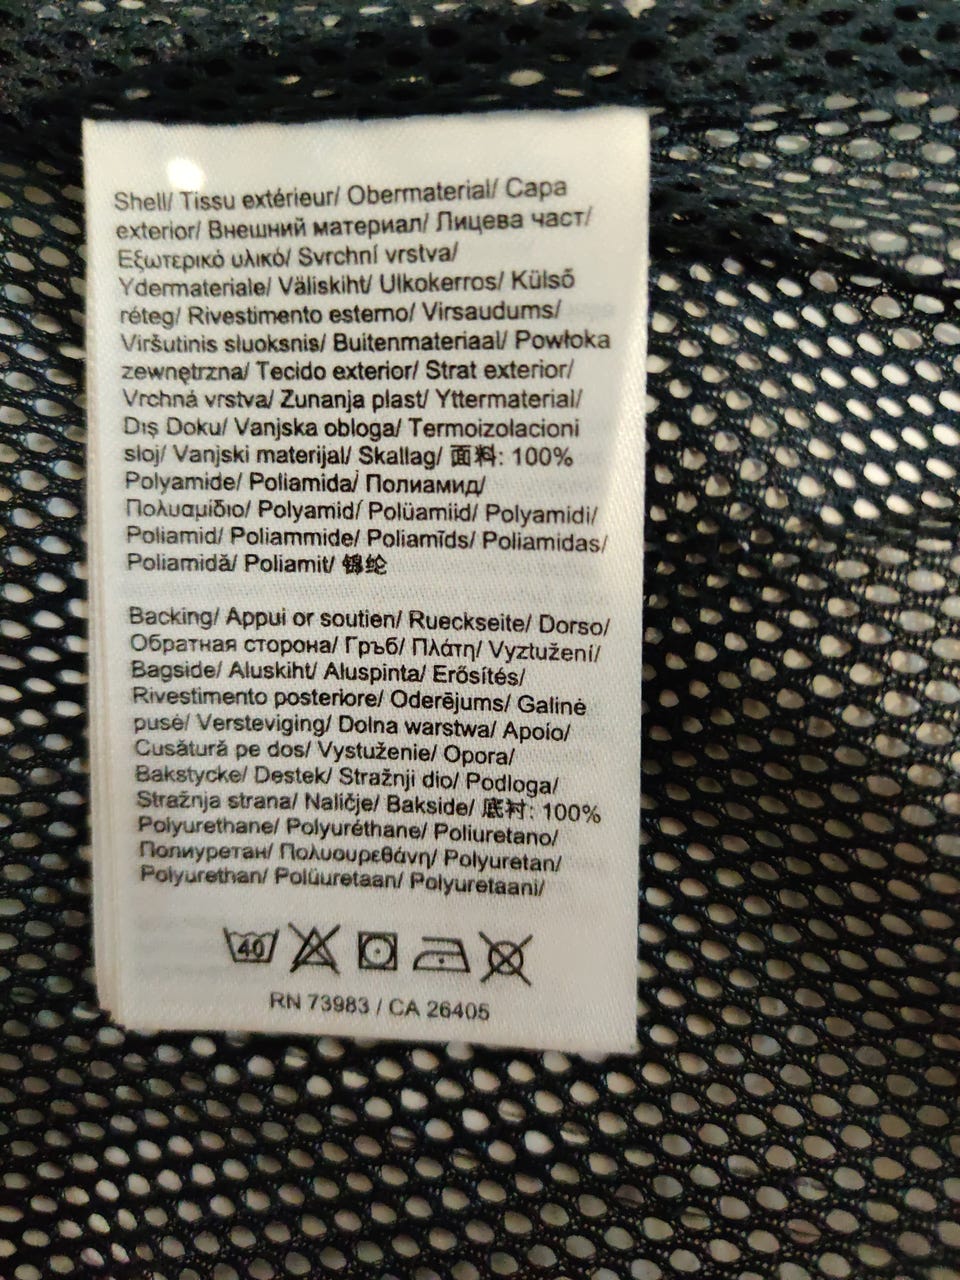 Shell/ Tissu extérieur/ Obermaterial/ Capa
exterior/ Внешний материал/ Лицева част/
Εξωτερικό υλικό/ Svrchní vrstva/
Ydermateriale/ Väliskiht/ Ulkokerros/ Külső
réteg/ Rivestimento esterno/ Virsaudums/
Viršutinis sluoksnis/ Buitenmateriaal/ Powłoka
zewnętrzna/ Tecido exterior/ Strat exterior/
Vrchná vrstva/ Zunanja plast/ Yttermaterial/
Dış Doku/ Vanjska obloga/ Termoizolacioni
sloj/ Vanjski materijal/ Skallag/ 面料: 100%
Polyamide/ Poliamida/ Полиамид/
Πολυαμίδιο/ Polyamid/ Polüamiid/ Polyamidi/
Poliamid/ Poliammide/ Poliamīds/ Poliamidas/
Poliamidă/ Poliamit/ 锦纶
Backing/ Appui or soutien/ Rueckseite/ Dorso/
Обратная сторона/ Гръб/ Πλάτη/ Vyztužení/
Bagside/ Aluskiht/ Aluspinta/ Erősítés/
Rivestimento posteriore/ Oderējums/ Galinė
pusė/ Versteviging/ Dolna warstwa/ Apoio/
Cusătură pe dos/ Vystuženie/ Opora/
Bakstycke/ Destek/ Stražnji dio/ Podloga/
Stražnja strana/ Naličje/ Bakside/ 底衬: 100%
Polyurethane/ Polyuréthane/ Poliuretano/
Полиуретан/ Πολυουρεθάνη/ Polyuretan/
Polyurethan/ Polüuretaan/ Polyuretaani/
40
RN 73983 / CA 26405